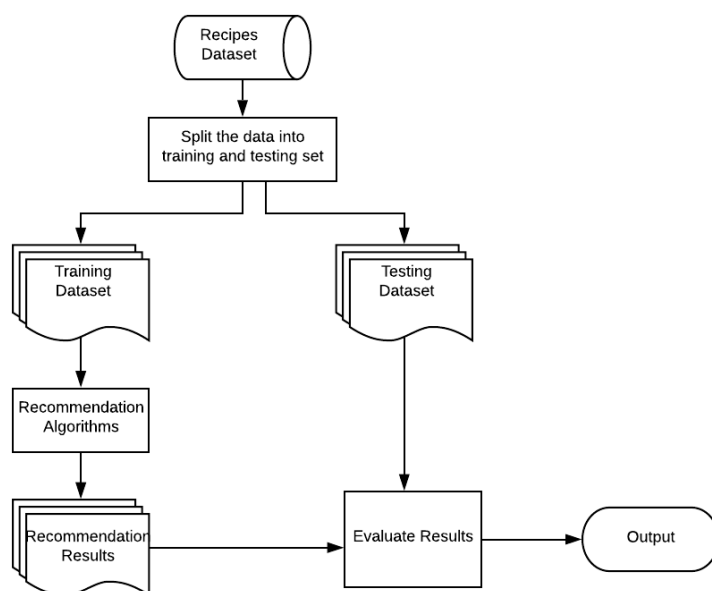 Recipes
Dataset
Split the data into
training and testing set
Training
Dataset
Testing
Dataset
Recommendation
Algorithms
Recommendation
Results
Evaluate Results
Output